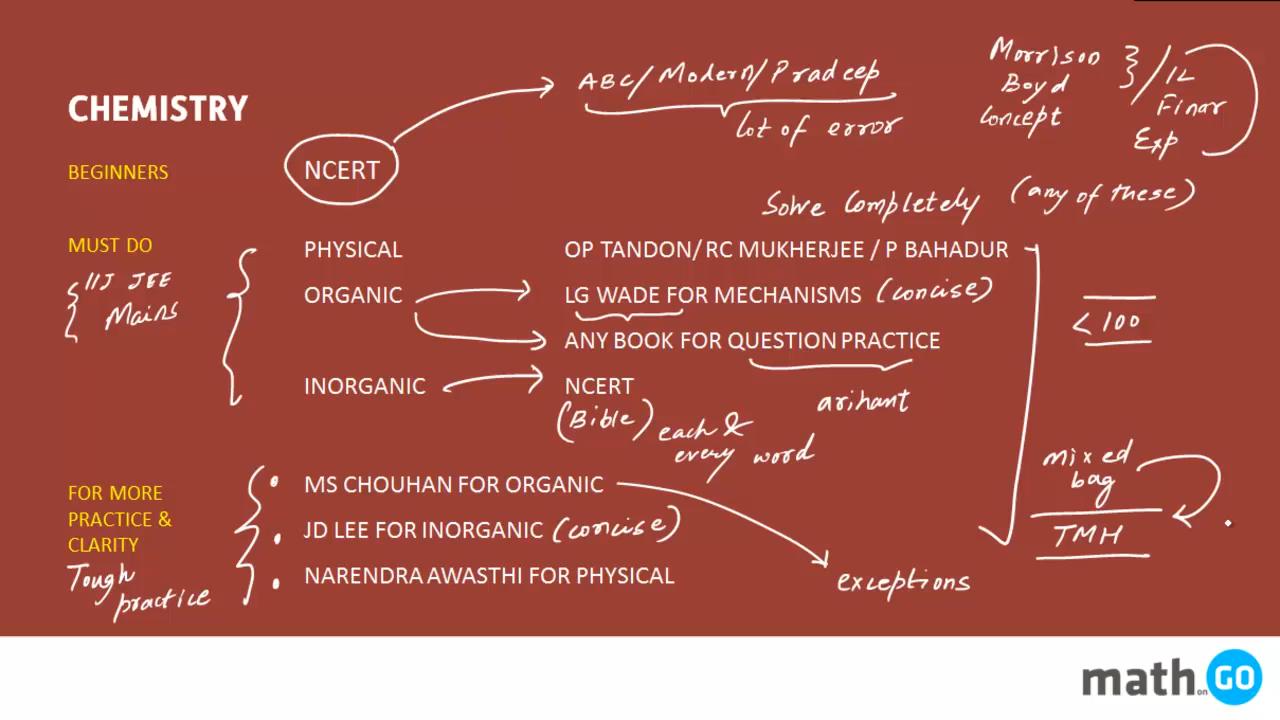 CHEMISTRY
ABC/Modern/Pradeep
lot of error
Morrison
Boyd
Concept
IL
Finar
Exp
BEGINNERS
NCERT
Solve Completely (any of these)
MUST DO
IIJ JEE
Mains
PHYSICAL
OP TANDON/ RC MUKHERJEE / P BAHADUR
ORGANIC
LG WADE FOR MECHANISMS (concise)
< 100
ANY BOOK FOR QUESTION PRACTICE
arihant
INORGANIC
NCERT
(Bible)
each &
every word
mixed
bag
TMH
FOR MORE
PRACTICE &
CLARITY
Tough
practice
• MS CHOUHAN FOR ORGANIC
• JD LEE FOR INORGANIC (concise)
• NARENDRA AWASTHI FOR PHYSICAL
exceptions
math on GO